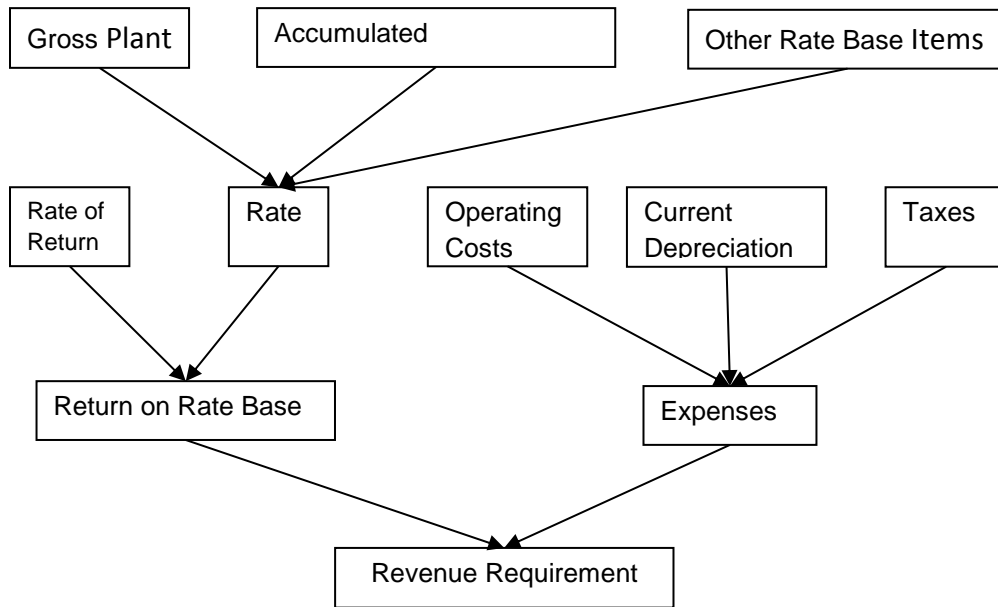 Gross Plant
Accumulated
Other Rate Base Items
Rate of
Return
Rate
Operating
Costs
Current
Depreciation
Taxes
Return on Rate Base
Expenses
Revenue Requirement